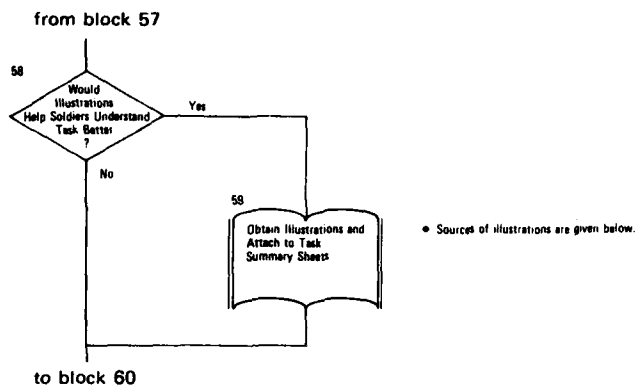 from block 57
58
Would
Illustrations
Help Soldiers Understand
Task Better
?
Yes
No
59
Obtain Illustrations and
Attach to Task
Summary Sheets
• Sources of illustrations are given below.
to block 60